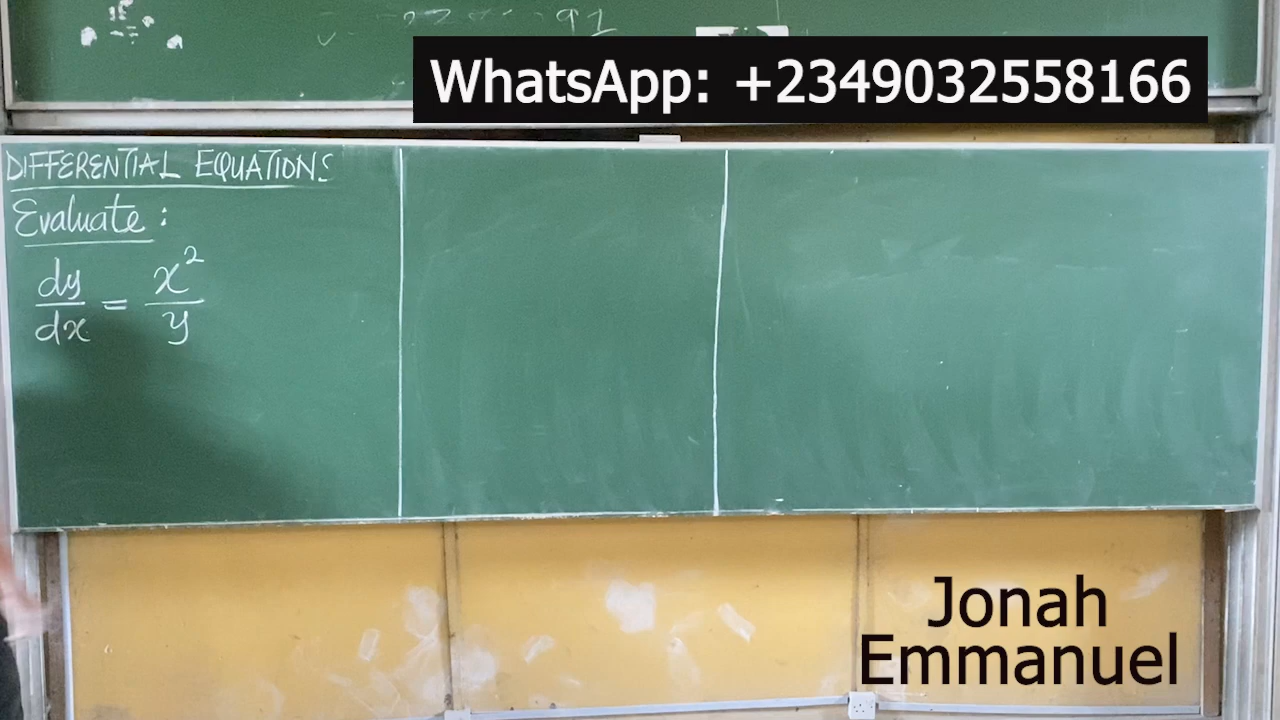 WhatsApp: +2349032558166
DIFFERENTIAL EQUATIONS
Evaluate:
dy/dx = x²/y
Jonah
Emmanuel